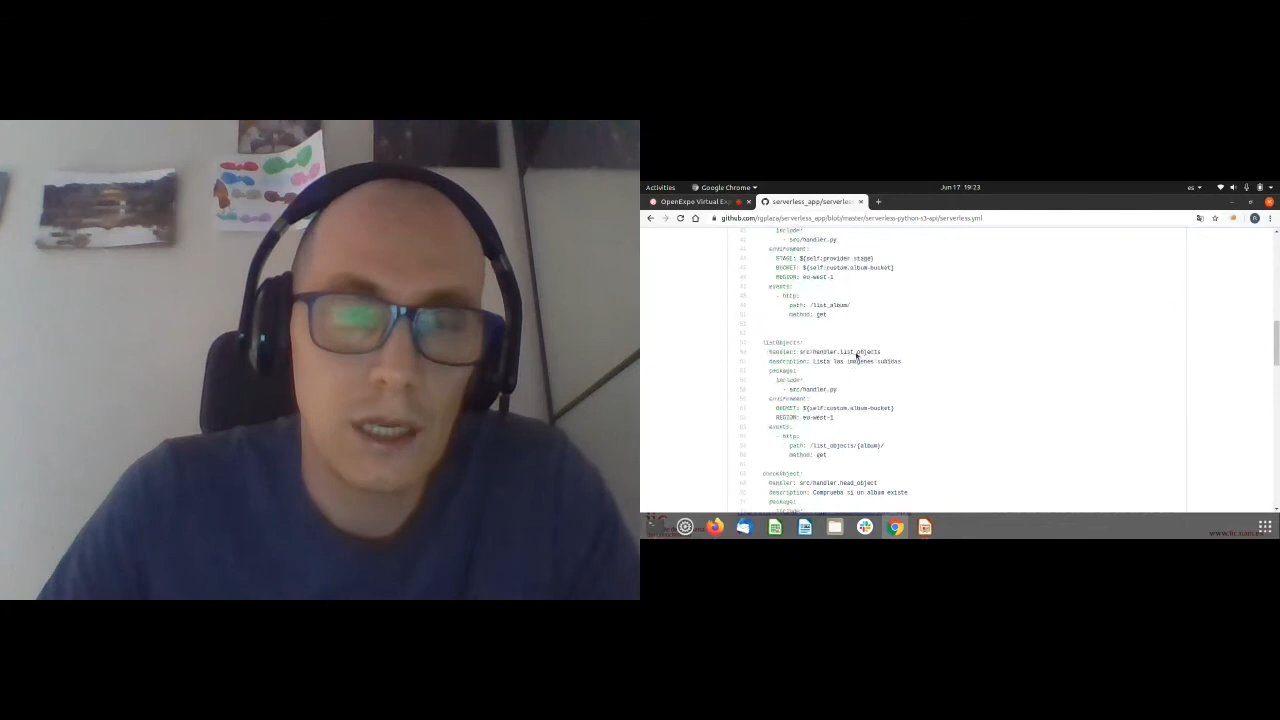 Activities
Google Chrome
Jun 17 19:23
es
OpenExpo Virtual Ex
serverless_app/serverless
github.com/rgplaca/serverless_app/blob/master/serverless-python-s3-api/serverless.yml
include:
- src/handler.py
environment:
STAGE: ${self:provider.stage}
BUCKET: ${self:custom.album-bucket}
REGION: eu-west-1
events:
- http:
path: /list_album/
method: get
listObjects:
handler: src/handler.list_objects
description: Lista las imagenes subidas
package:
include:
- src/handler.py
environment:
BUCKET: ${self:custom.album-bucket}
REGION: eu-west-1
events:
- http:
path: /list_objects/{album}/
method: get
checkObject:
handler: src/handler.head_object
description: Comprueba si un album existe
package:
include: